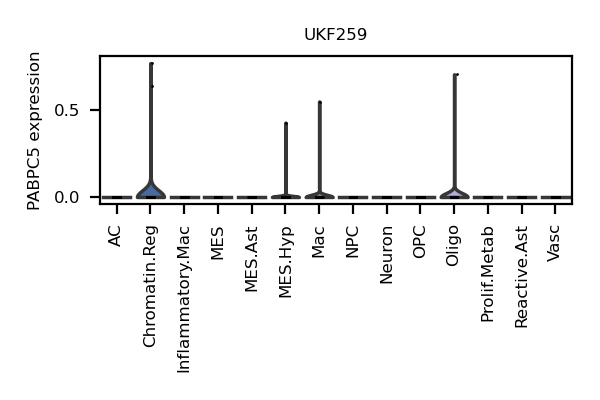 UKF259
PABPC5 expression
0.5
0.0
AC
Chromatin.Reg
Inflammatory.Mac
MES
MES.Ast
MES.Hyp
Mac
NPC
Neuron
OPC
Oligo
Prolif.Metab
Reactive.Ast
Vasc